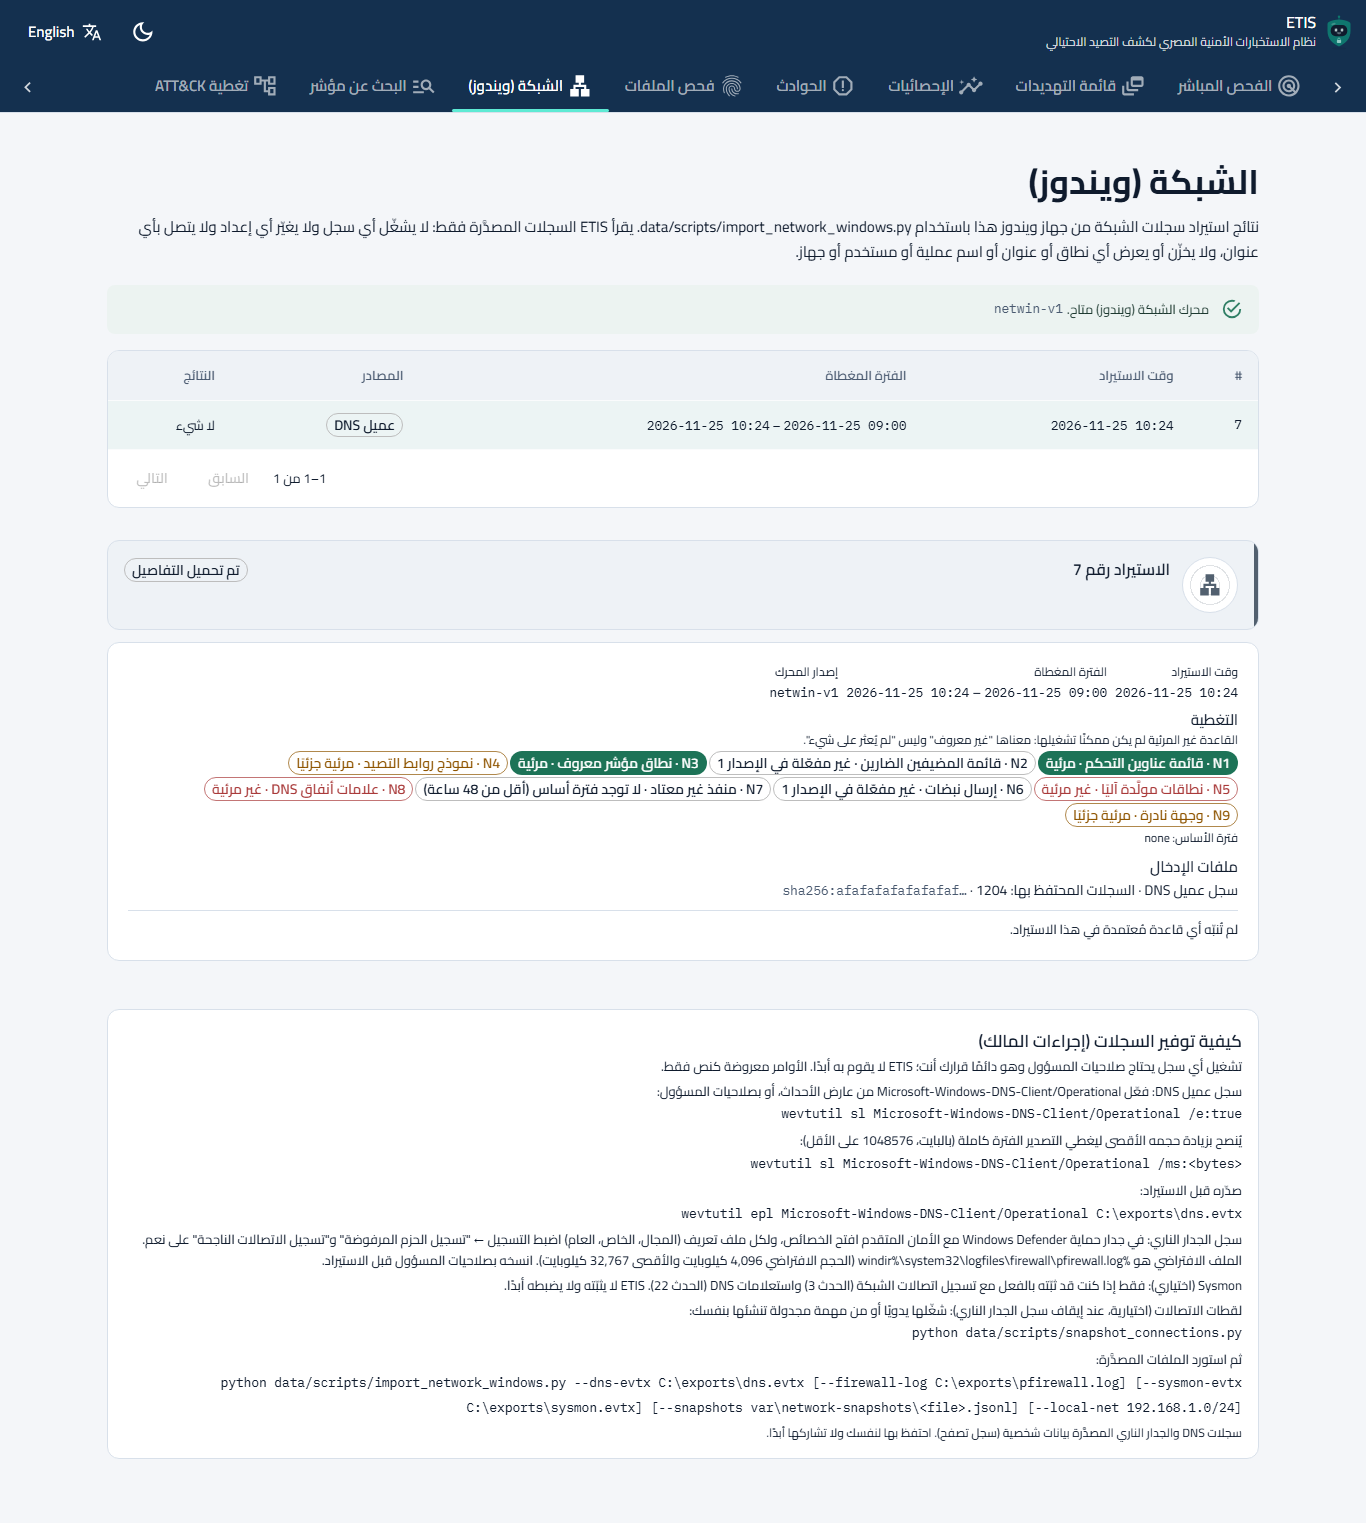 ETIS
نظام الاستخبارات الأمنية المصري لكشف التصيد الاحتيالي
English
الفحص المباشر
قائمة التهديدات
الإحصائيات
الحوادث
فحص الملفات
الشبكة (ويندوز)
البحث عن مؤشر
تغطية ATT&CK
الشبكة (ويندوز)
نتائج استيراد سجلات الشبكة من جهاز ويندوز هذا باستخدام data/scripts/import_network_windows.py. يقرأ ETIS السجلات المصدَّرة فقط: لا يشغّل أي سجل ولا يغيّر أي إعداد ولا يتصل بأي
عنوان، ولا يخزّن أو يعرض أي نطاق أو عنوان أو اسم عملية أو مستخدم أو جهاز.
محرك الشبكة (ويندوز) متاح. netwin-v1
# وقت الاستيراد الفترة المغطاة المصادر النتائج
7 2026-11-25 10:24 2026-11-25 09:00 – 2026-11-25 10:24 عميل DNS لا شيء
1–1 من 1 السابق التالي
الاستيراد رقم 7
تم تحميل التفاصيل
وقت الاستيراد الفترة المغطاة إصدار المحرك
2026-11-25 10:24 2026-11-25 09:00 – 2026-11-25 10:24 netwin-v1
التغطية
القاعدة غير المرئية لم يكن ممكنًا تشغيلها: معناها "غير معروف" وليس "لم يُعثر على شيء".
N1 · قائمة عناوين التحكم · مرئية N2 · قائمة المضيفين الضارين · غير مفعّلة في الإصدار 1 N3 · نطاق مؤشر معروف · مرئية N4 · نموذج روابط التصيد · مرئية جزئيًا
N5 · نطاقات مولَّدة آليًا · غير مرئية N6 · إرسال نبضات · غير مفعّلة في الإصدار 1 N7 · منفذ غير معتاد · لا توجد فترة أساس (أقل من 48 ساعة) N8 · علامات أنفاق DNS · غير مرئية
N9 · وجهة نادرة · مرئية جزئيًا
فترة الأساس: none
ملفات الإدخال
سجل عميل DNS · السجلات المحتفظ بها: 1204 · sha256:afafafafafafafaf…
لم تُنبّه أي قاعدة مُعتمدة في هذا الاستيراد.
كيفية توفير السجلات (إجراءات المالك)
تشغيل أي سجل يحتاج صلاحيات المسؤول وهو دائمًا قرارك أنت؛ ETIS لا يقوم به أبدًا. الأوامر معروضة كنص فقط.
سجل عميل DNS: فعّل Microsoft-Windows-DNS-Client/Operational من عارض الأحداث، أو بصلاحيات المسؤول:
wevtutil sl Microsoft-Windows-DNS-Client/Operational /e:true
يُنصح بزيادة حجمه الأقصى ليغطي التصدير الفترة كاملة (بالبايت، 1048576 على الأقل):
wevtutil sl Microsoft-Windows-DNS-Client/Operational /ms:<bytes>
صدّره قبل الاستيراد:
wevtutil epl Microsoft-Windows-DNS-Client/Operational C:\exports\dns.evtx
سجل الجدار الناري: في جدار حماية Windows Defender مع الأمان المتقدم افتح الخصائص، ولكل ملف تعريف (المجال، الخاص، العام) اضبط التسجيل ← "تسجيل الحزم المرفوضة" و"تسجيل الاتصالات الناجحة" على نعم.
الملف الافتراضي هو %windir%\system32\logfiles\firewall\pfirewall.log (الحجم الافتراضي 4,096 كيلوبايت والأقصى 32,767 كيلوبايت). انسخه بصلاحيات المسؤول قبل الاستيراد.
Sysmon (اختياري): فقط إذا كنت قد ثبّته بالفعل مع تسجيل اتصالات الشبكة (الحدث 3) واستعلامات DNS (الحدث 22). ETIS لا يثبّته ولا يضبطه أبدًا.
لقطات الاتصالات (اختيارية، عند إيقاف سجل الجدار الناري): شغّلها يدويًا أو من مهمة مجدولة تنشئها بنفسك:
python data/scripts/snapshot_connections.py
ثم استورد الملفات المصدَّرة:
python data/scripts/import_network_windows.py --dns-evtx C:\exports\dns.evtx [--firewall-log C:\exports\pfirewall.log] [--sysmon-evtx
C:\exports\sysmon.evtx] [--snapshots var\network-snapshots\<file>.jsonl] [--local-net 192.168.1.0/24]
سجلات DNS والجدار الناري المصدَّرة بيانات شخصية (سجل تصفح). احتفظ بها لنفسك ولا تشاركها أبدًا.